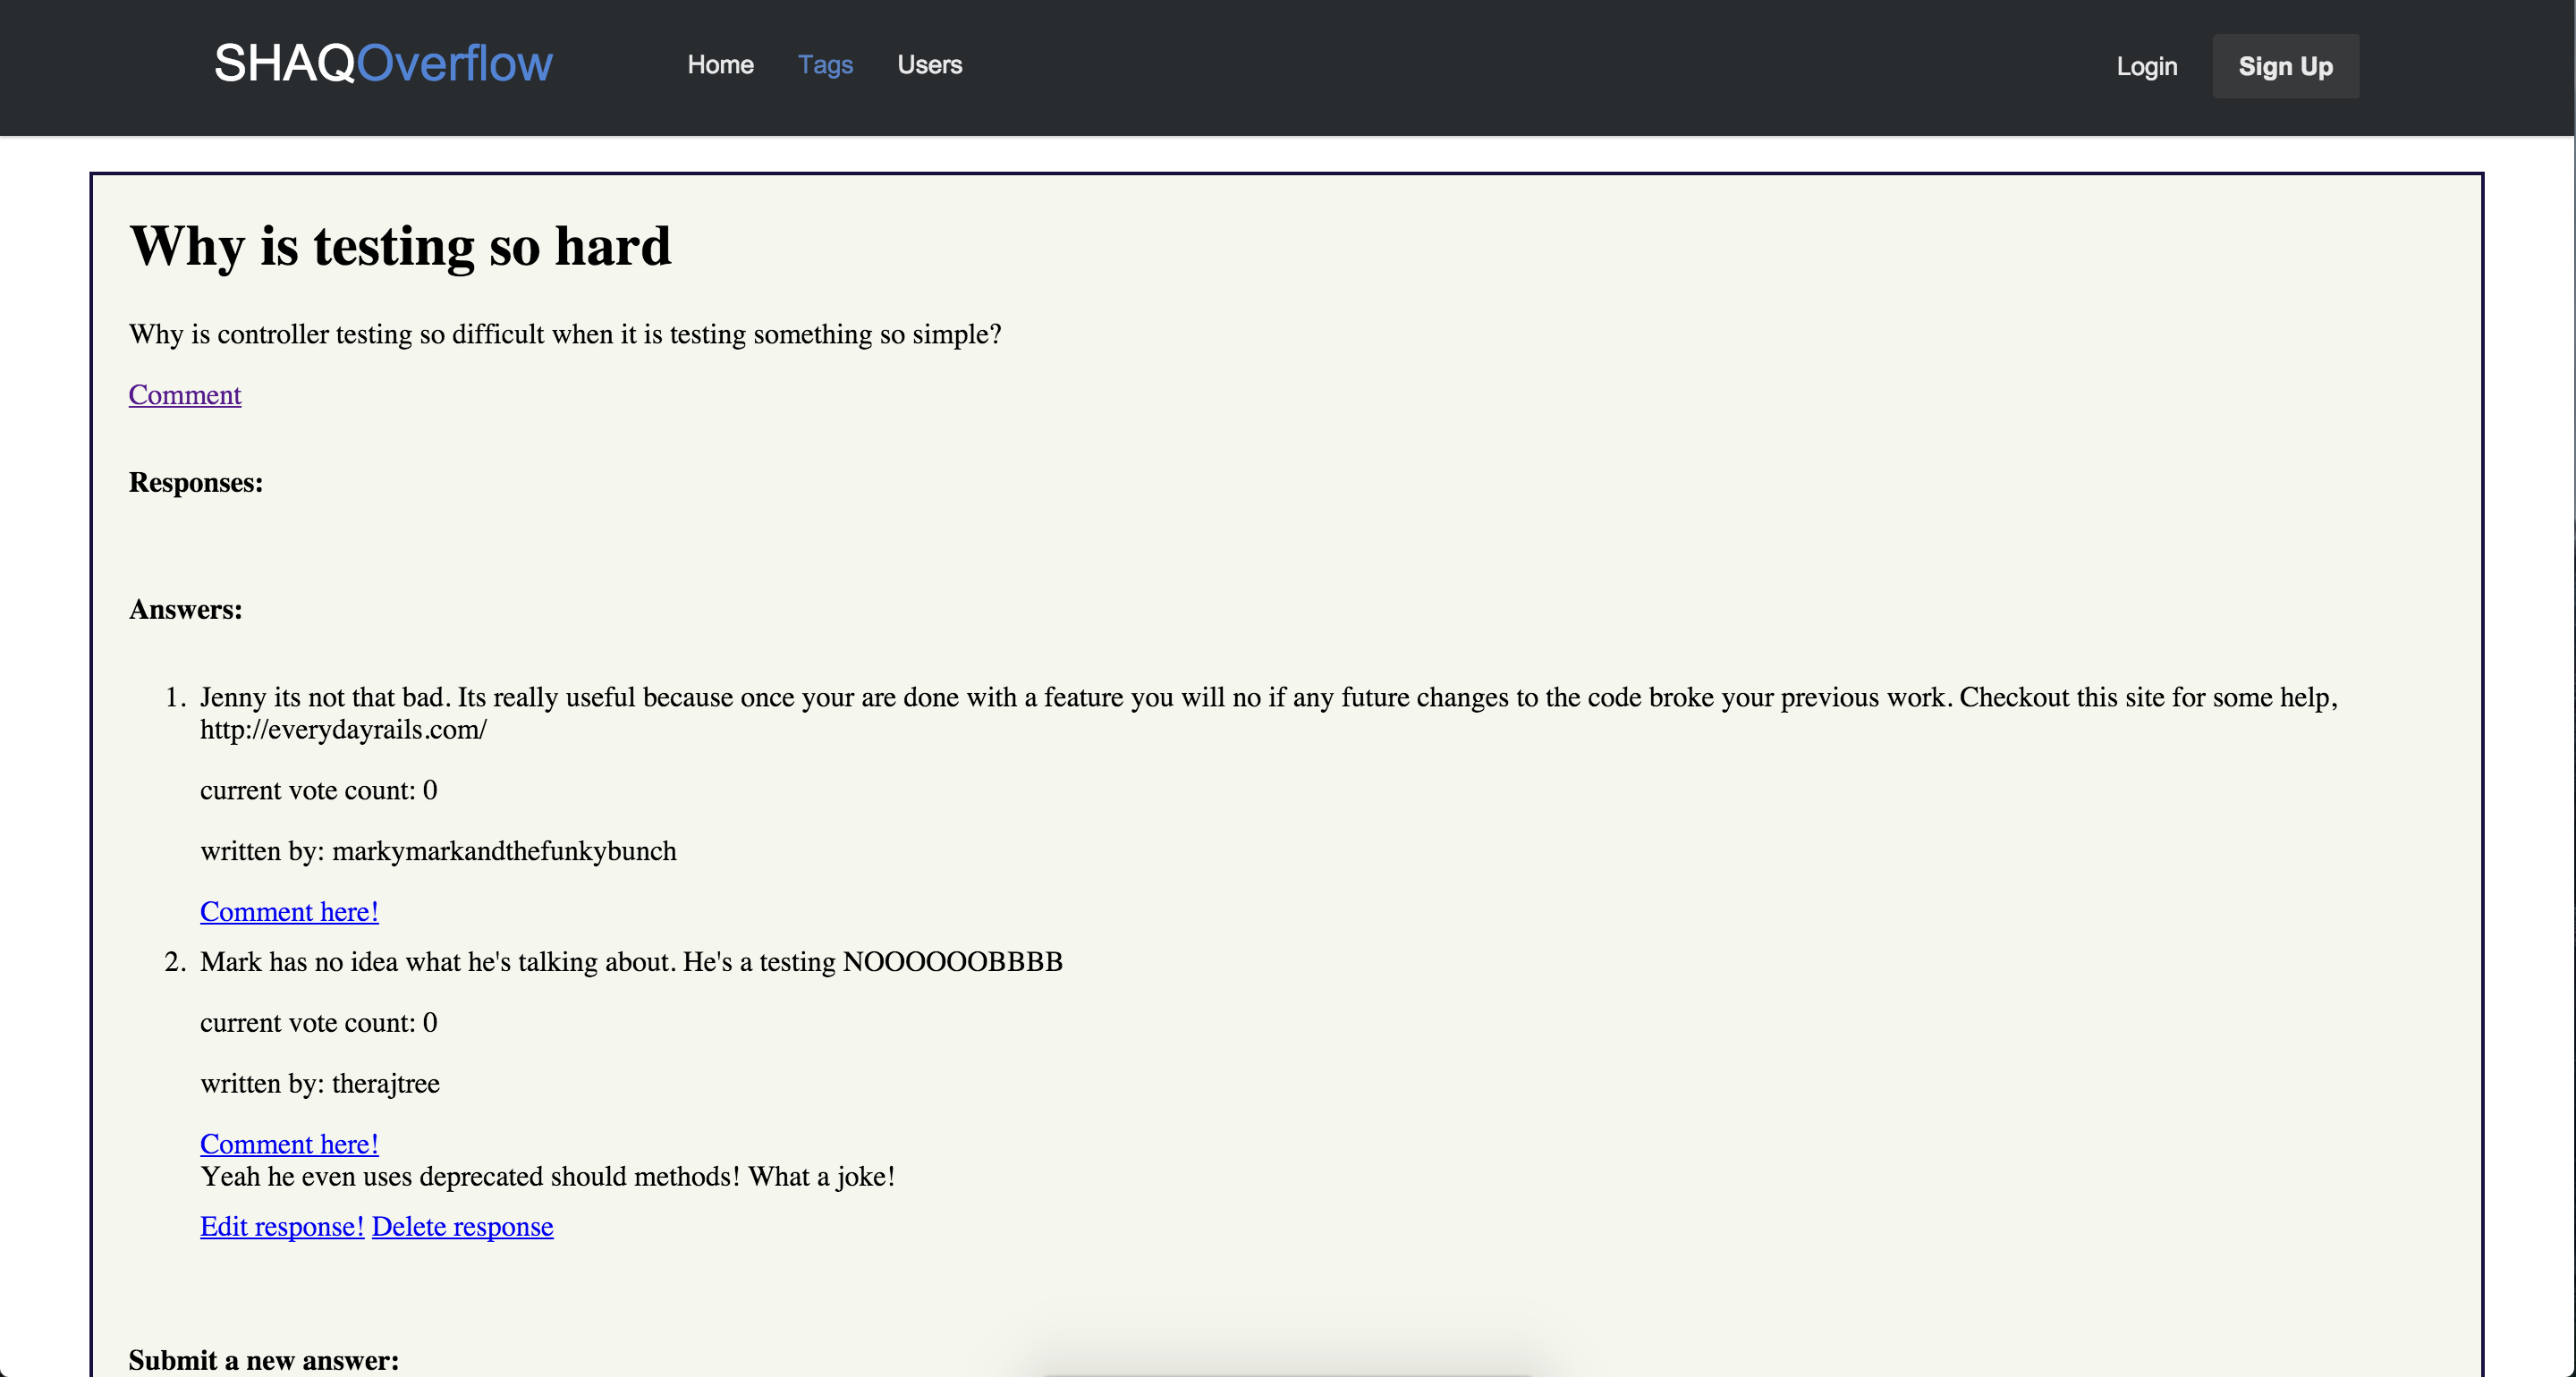 SHAQOverflow Home Tags Users Login Sign Up
Why is testing so hard
Why is controller testing so difficult when it is testing something so simple?
Comment
Responses:
Answers:
1. Jenny its not that bad. Its really useful because once your are done with a feature you will no if any future changes to the code broke your previous work. Checkout this site for some help,
http://everydayrails.com/
current vote count: 0
written by: markymarkandthefunkybunch
Comment here!
2. Mark has no idea what he's talking about. He's a testing NOOOOOOBBBB
current vote count: 0
written by: therajtree
Comment here!
Yeah he even uses deprecated should methods! What a joke!
Edit response! Delete response
Submit a new answer: